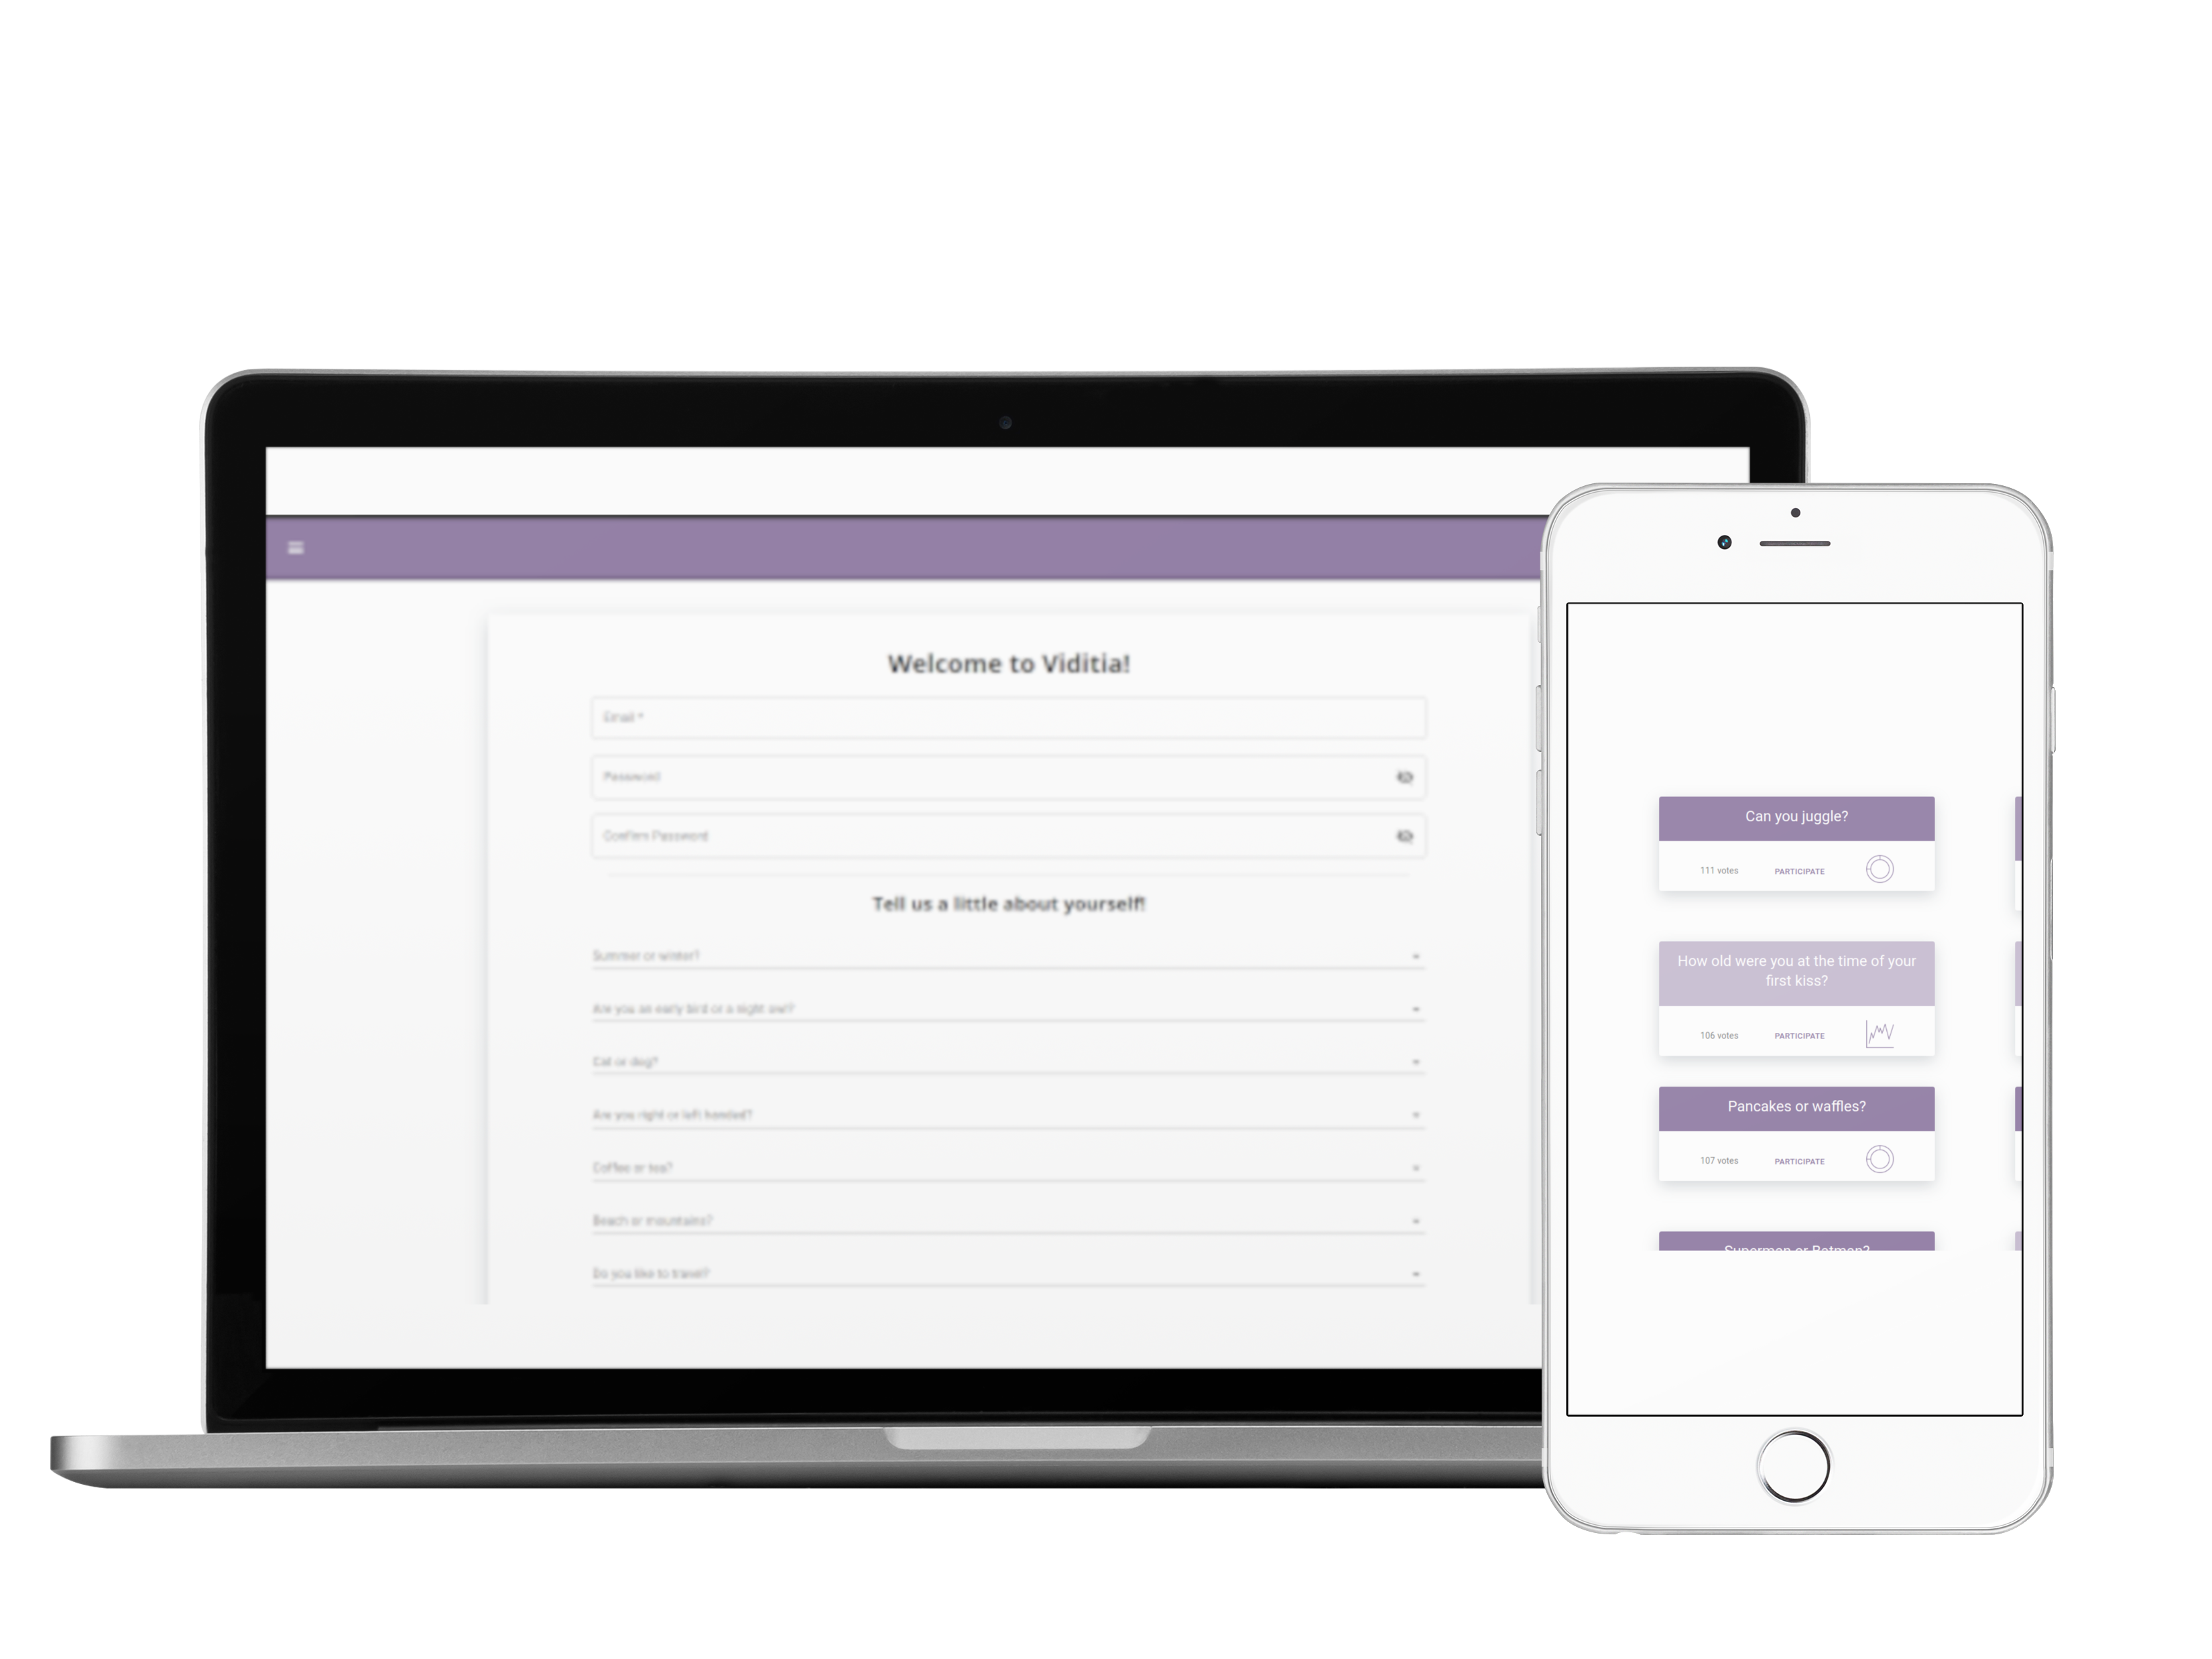 Welcome to Viditia!
Email *
Password
Confirm Password
Tell us a little about yourself!
Summer or winter?
Are you an early bird or a night owl?
Cat or dog?
Are you right or left handed?
Coffee or tea?
Beach or mountains?
Do you like to travel?
Can you juggle?
111 votes PARTICIPATE
How old were you at the time of your
first kiss?
106 votes PARTICIPATE
Pancakes or waffles?
107 votes PARTICIPATE
Superman or Batman?